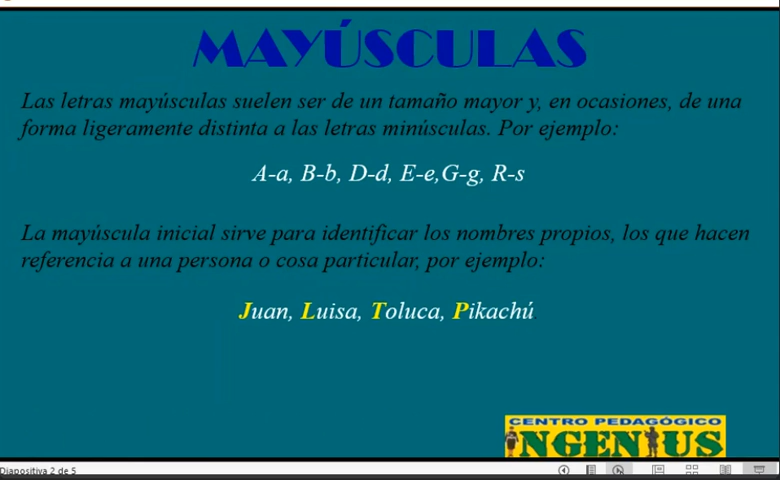 MAYÚSCULAS
Las letras mayúsculas suelen ser de un tamaño mayor y, en ocasiones, de una
forma ligeramente distinta a las letras minúsculas. Por ejemplo:
A-a, B-b, D-d, E-e,G-g, R-s
La mayúscula inicial sirve para identificar los nombres propios, los que hacen
referencia a una persona o cosa particular, por ejemplo:
Juan, Luisa, Toluca, Pikachú.
CENTRO PEDAGÓGICO
INGENIUS
Diapositiva 2 de 5